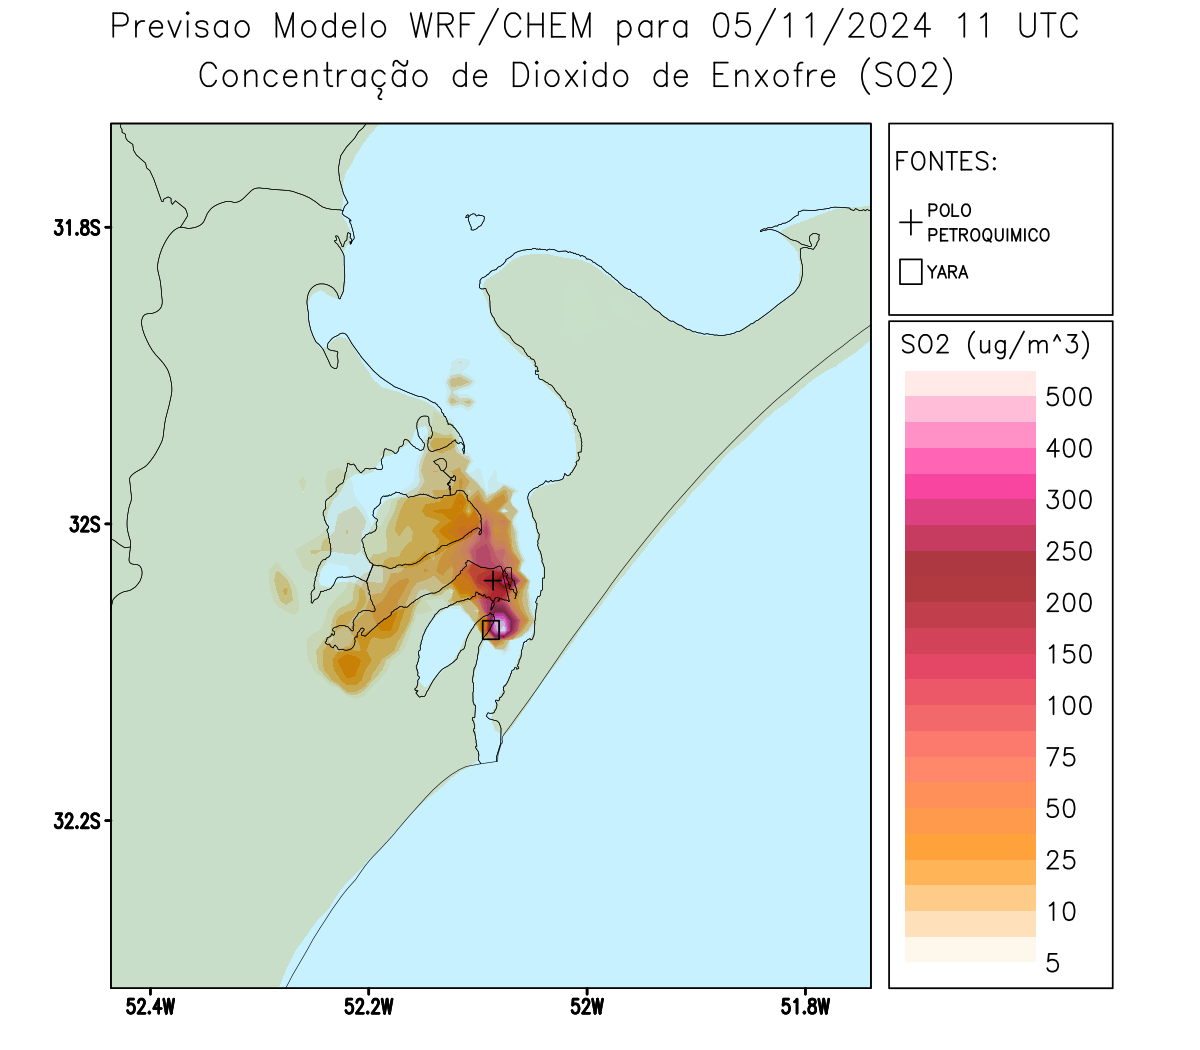 Previsao Modelo WRF/CHEM para 05/11/2024 11 UTC
Concentração de Dioxido de Enxofre (SO2)
FONTES:
POLO
PETROQUIMICO
YARA
SO2 (ug/m^3)
500
400
300
250
200
150
100
75
50
25
10
5
31.8S
32S
32.2S
52.4W
52.2W
52W
51.8W